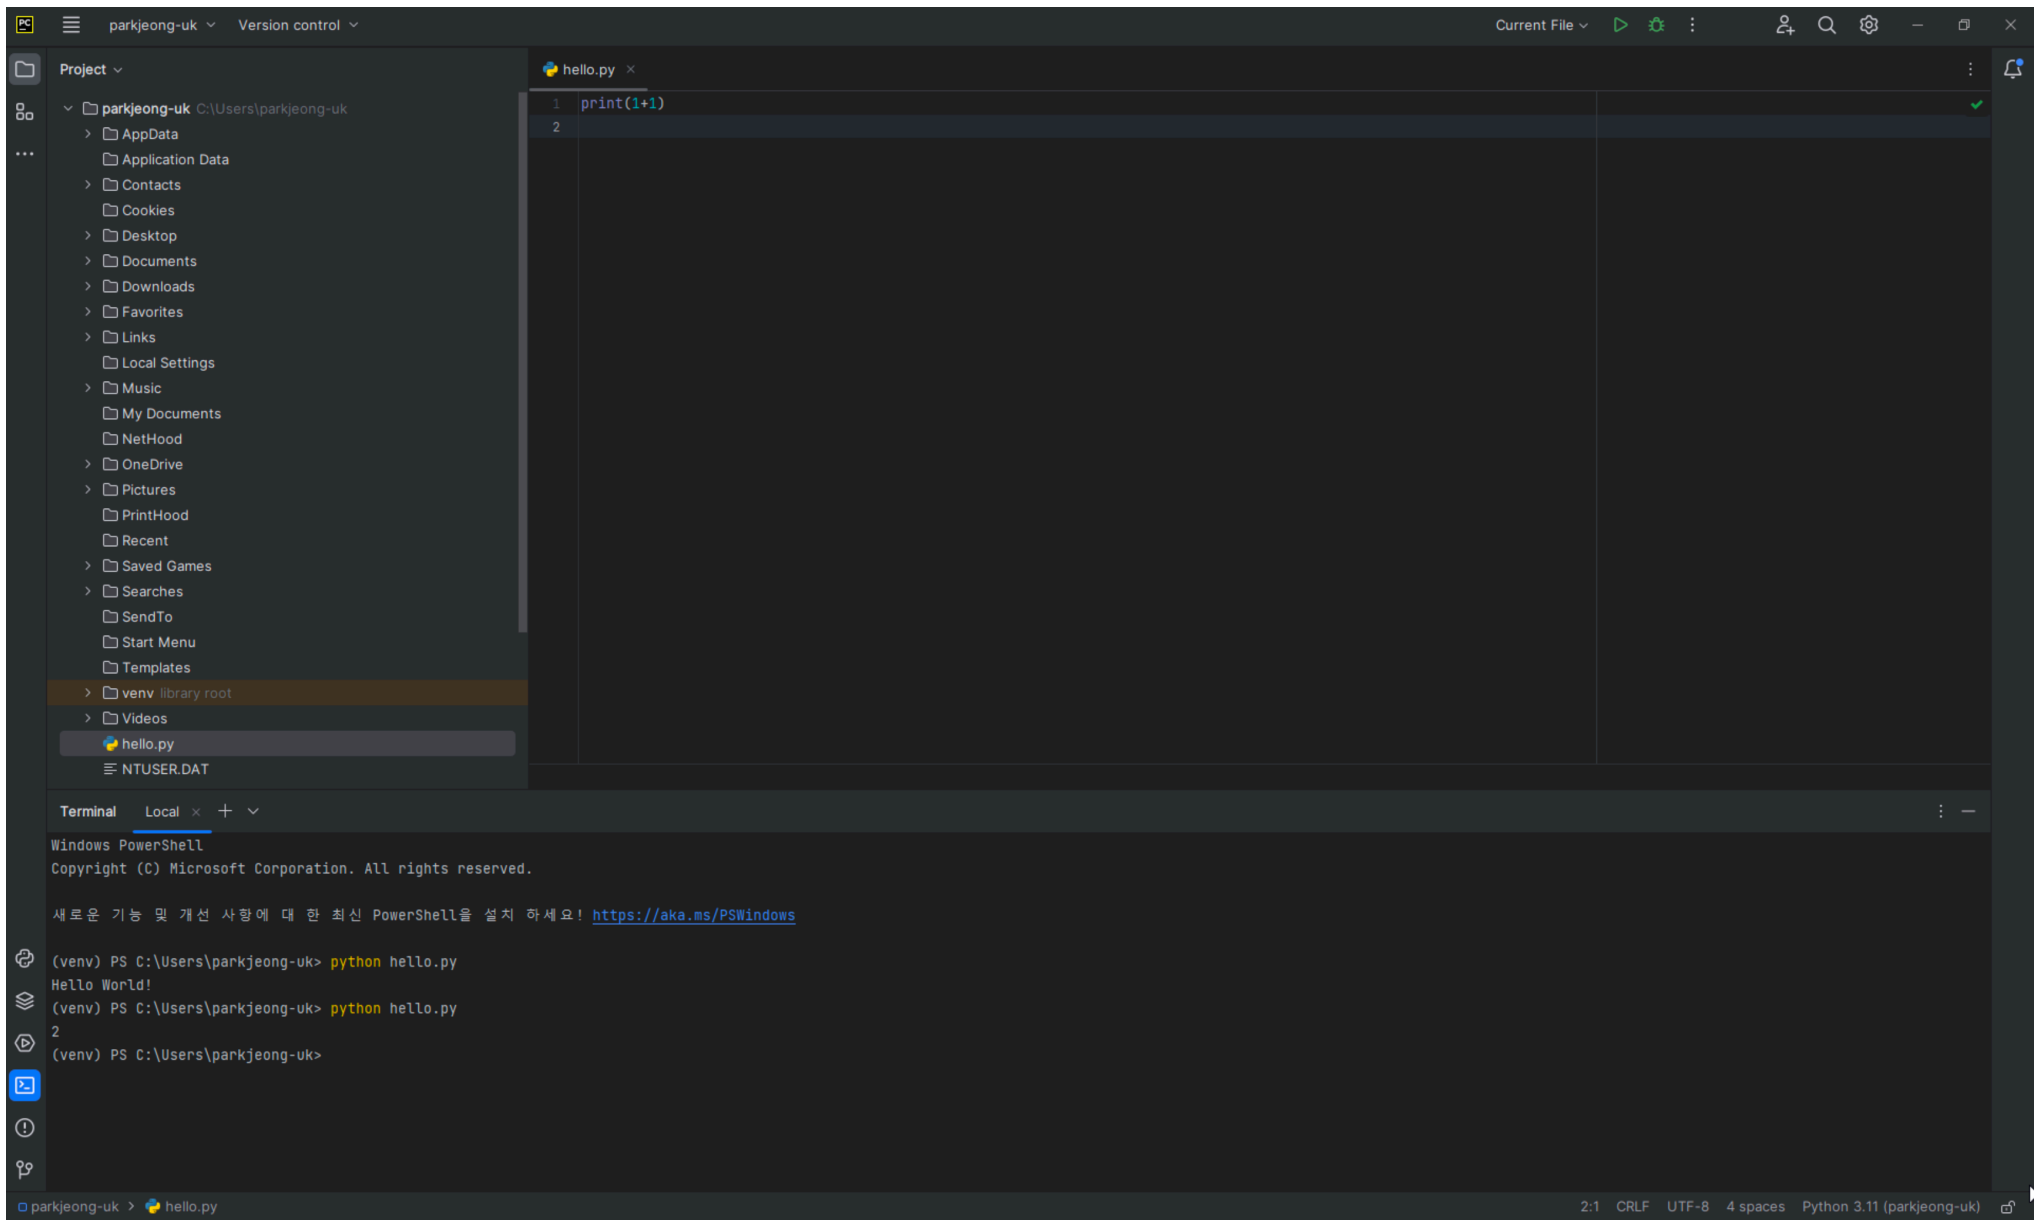 PC parkjeong-uk Version control Current File
Project
hello.py
parkjeong-uk C:\Users\parkjeong-uk
AppData
Application Data
Contacts
Cookies
Desktop
Documents
Downloads
Favorites
Links
Local Settings
Music
My Documents
NetHood
OneDrive
Pictures
PrintHood
Recent
Saved Games
Searches
SendTo
Start Menu
Templates
venv library root
Videos
hello.py
NTUSER.DAT
1 print(1+1)
2
Terminal Local
Windows PowerShell
Copyright (C) Microsoft Corporation. All rights reserved.
새로운 기능 및 개선 사항에 대 한 최신 PowerShell을 설치 하세요! https://aka.ms/PSWindows
(venv) PS C:\Users\parkjeong-uk> python hello.py
Hello World!
(venv) PS C:\Users\parkjeong-uk> python hello.py
2
(venv) PS C:\Users\parkjeong-uk>
parkjeong-uk > hello.py 2:1 CRLF UTF-8 4 spaces Python 3.11 (parkjeong-uk)